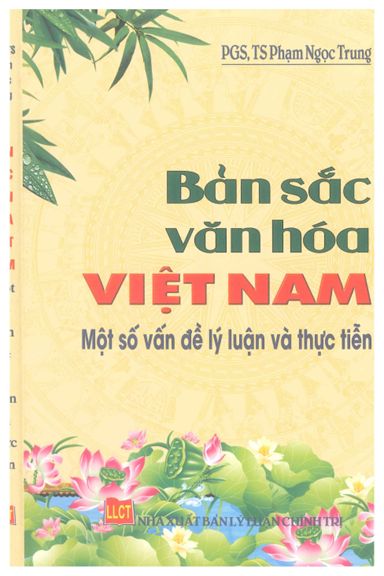 PGS, TS Phạm Ngọc Trung
Bản sắc
văn hóa
VIỆT NAM
Một số vấn đề lý luận và thực tiễn
LLCT
NHÀ XUẤT BẢN LÝ LUẬN CHÍNH TRỊ